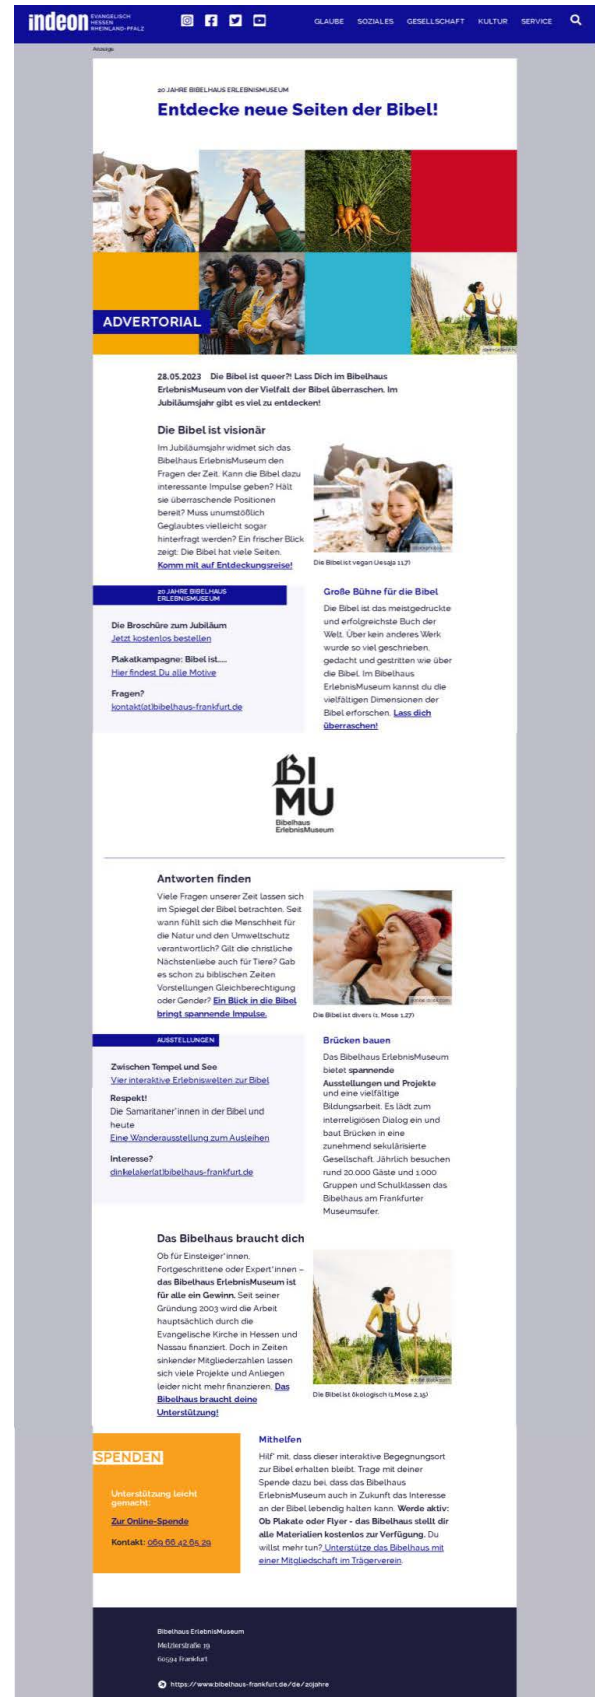 indeon EVANGELISCH
HESSEN
RHEINLAND-PFALZ
GLAUBE SOZIALES GESELLSCHAFT KULTUR SERVICE
Anzeige
20 JAHRE BIBELHAUS ERLEBNISMUSEUM
Entdecke neue Seiten der Bibel!
ADVERTORIAL
28.05.2023 Die Bibel ist queer?! Lass Dich im Bibelhaus
ErlebnisMuseum von der Vielfalt der Bibel überraschen. Im
Jubiläumsjahr gibt es viel zu entdecken!
Die Bibel ist visionär
Im Jubiläumsjahr widmet sich das
Bibelhaus ErlebnisMuseum den
Fragen der Zeit. Kann die Bibel dazu
interessante Impulse geben? Hält
sie überraschende Positionen
bereit? Muss unumstößlich
Geglaubtes vielleicht sogar
hinterfragt werden? Ein frischer Blick
zeigt: Die Bibel hat viele Seiten.
Komm mit auf Entdeckungsreise!
Die Bibel ist vegan (Jesaja 11,7)
20 JAHRE BIBELHAUS
ERLEBNISMUSEUM
Die Broschüre zum Jubiläum
Jetzt kostenlos bestellen
Plakatkampagne: Bibel ist.....
Hier findest Du alle Motive
Fragen?
kontakt(at)bibelhaus-frankfurt.de
Große Bühne für die Bibel
Die Bibel ist das meistgedruckte
und erfolgreichste Buch der
Welt. Über kein anderes Werk
wurde so viel geschrieben,
gedacht und gestritten wie über
die Bibel. Im Bibelhaus
ErlebnisMuseum kannst du die
vielfältigen Dimensionen der
Bibel erforschen. Lass dich
überraschen!
BI
MU
Bibelhaus
ErlebnisMuseum
Antworten finden
Viele Fragen unserer Zeit lassen sich
im Spiegel der Bibel betrachten. Seit
wann fühlt sich die Menschheit für
die Natur und den Umweltschutz
verantwortlich? Gilt die christliche
Nächstenliebe auch für Tiere? Gab
es schon zu biblischen Zeiten
Vorstellungen Gleichberechtigung
oder Gender? Ein Blick in die Bibel
bringt spannende Impulse.
Die Bibel ist divers (1. Mose 1,27)
AUSSTELLUNGEN
Zwischen Tempel und See
Vier interaktive Erlebniswelten zur Bibel
Respekt!
Die Samaritaner*innen in der Bibel und
heute
Eine Wanderausstellung zum Ausleihen
Interesse?
dinkelaker(at)bibelhaus-frankfurt.de
Brücken bauen
Das Bibelhaus ErlebnisMuseum
bietet spannende
Ausstellungen und Projekte
und eine vielfältige
Bildungsarbeit. Es lädt zum
interreligiösen Dialog ein und
baut Brücken in eine
zunehmend sekulärisierte
Gesellschaft. Jährlich besuchen
rund 20.000 Gäste und 1.000
Gruppen und Schulklassen das
Bibelhaus am Frankfurter
Museumsufer.
Das Bibelhaus braucht dich
Ob für Einsteiger*innen,
Fortgeschrittene oder Expert*innen –
das Bibelhaus ErlebnisMuseum ist
für alle ein Gewinn. Seit seiner
Gründung 2003 wird die Arbeit
hauptsächlich durch die
Evangelische Kirche in Hessen und
Nassau finanziert. Doch in Zeiten
sinkender Mitgliederzahlen lassen
sich viele Projekte und Anliegen
leider nicht mehr finanzieren. Das
Bibelhaus braucht deine
Unterstützung!
Die Bibel ist ökologisch (1.Mose 2,15)
SPENDEN
Unterstützung leicht
gemacht:
Zur Online-Spende
Kontakt: 069 66 42 65 29
Mithelfen
Hilf' mit, dass dieser interaktive Begegnungsort
zur Bibel erhalten bleibt. Trage mit deiner
Spende dazu bei, dass das Bibelhaus
ErlebnisMuseum auch in Zukunft das Interesse
an der Bibel lebendig halten kann. Werde aktiv:
Ob Plakate oder Flyer - das Bibelhaus stellt dir
alle Materialien kostenlos zur Verfügung. Du
willst mehr tun? Unterstütze das Bibelhaus mit
einer Mitgliedschaft im Trägerverein.
Bibelhaus ErlebnisMuseum
Metzlerstraße 19
60594 Frankfurt
https://www.bibelhaus-frankfurt.de/de/20jahre